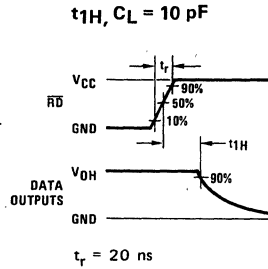 t1H, CL = 10 pF
tr
VCC
90%
RD
50%
10%
GND
t1H
VOH
90%
DATA
OUTPUTS
GND
tr = 20 ns